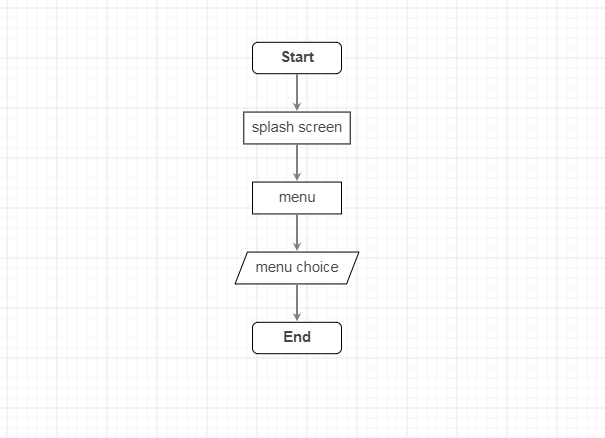 Start
splash screen
menu
menu choice
End